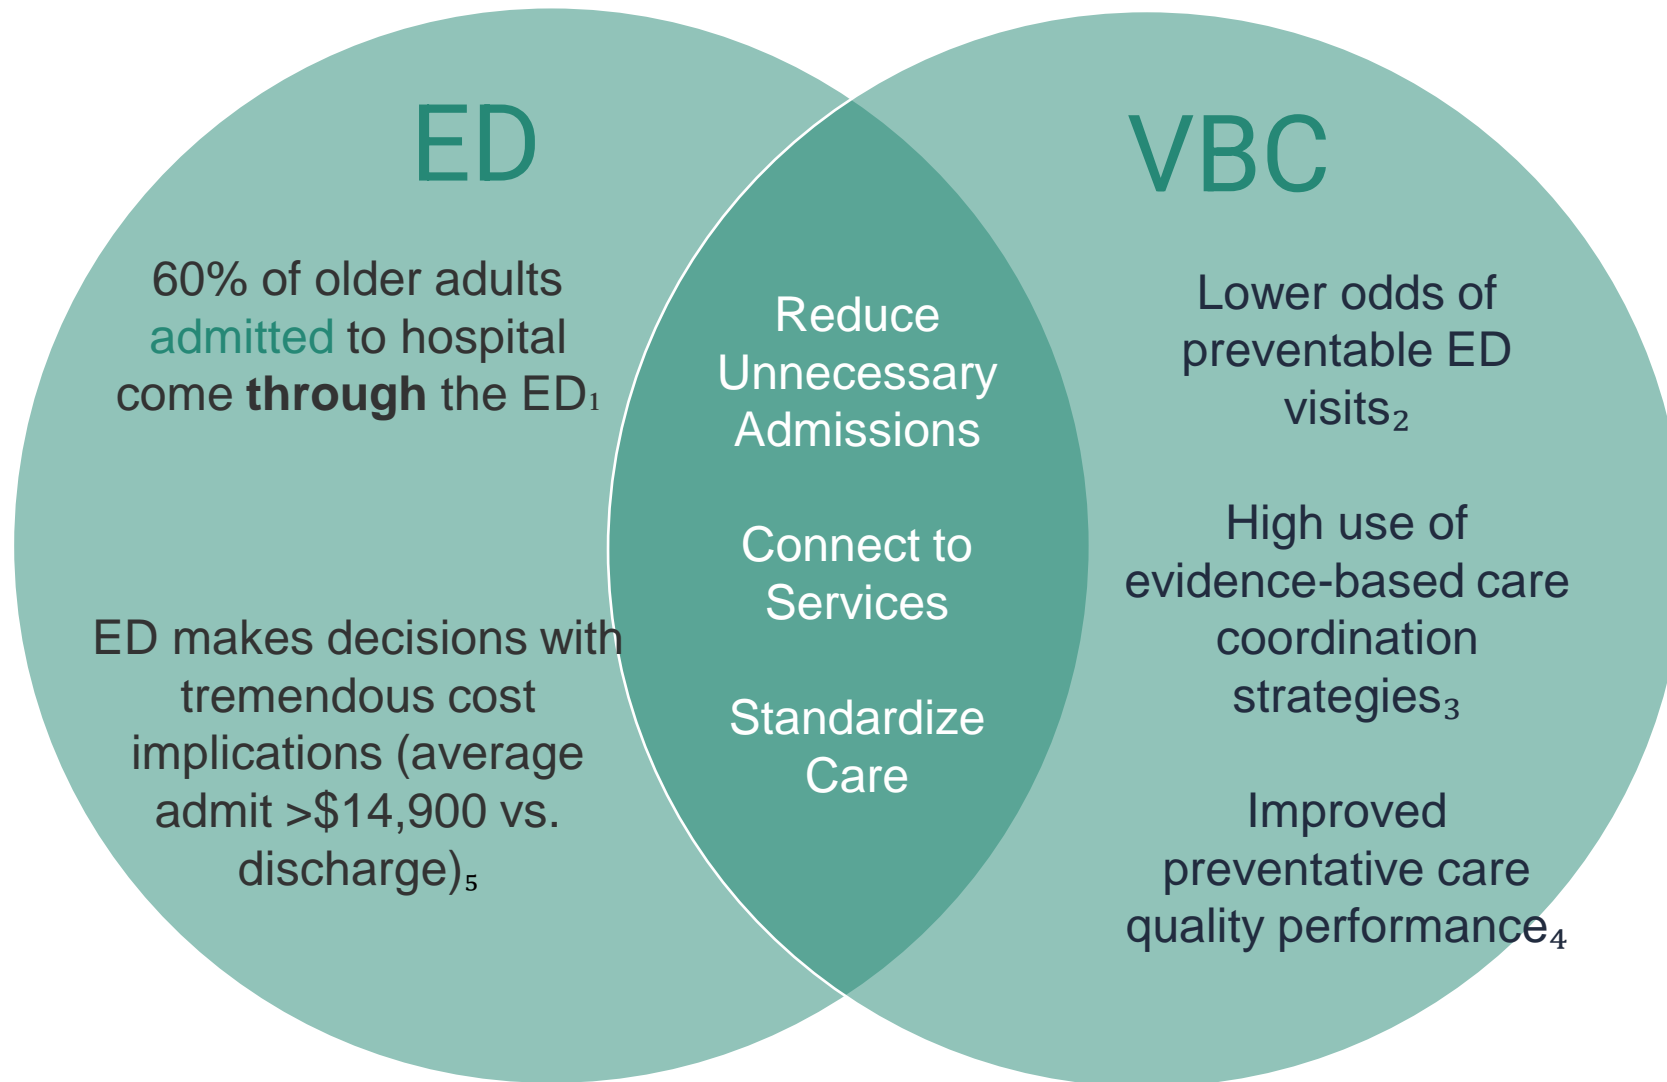 ED
60% of older adults
admitted to hospital
come through the ED₁
ED makes decisions with
tremendous cost
implications (average
admit >$14,900 vs.
discharge)₅
Reduce
Unnecessary
Admissions
Connect to
Services
Standardize
Care
VBC
Lower odds of
preventable ED
visits₂
High use of
evidence-based care
coordination
strategies₃
Improved
preventative care
quality performance₄